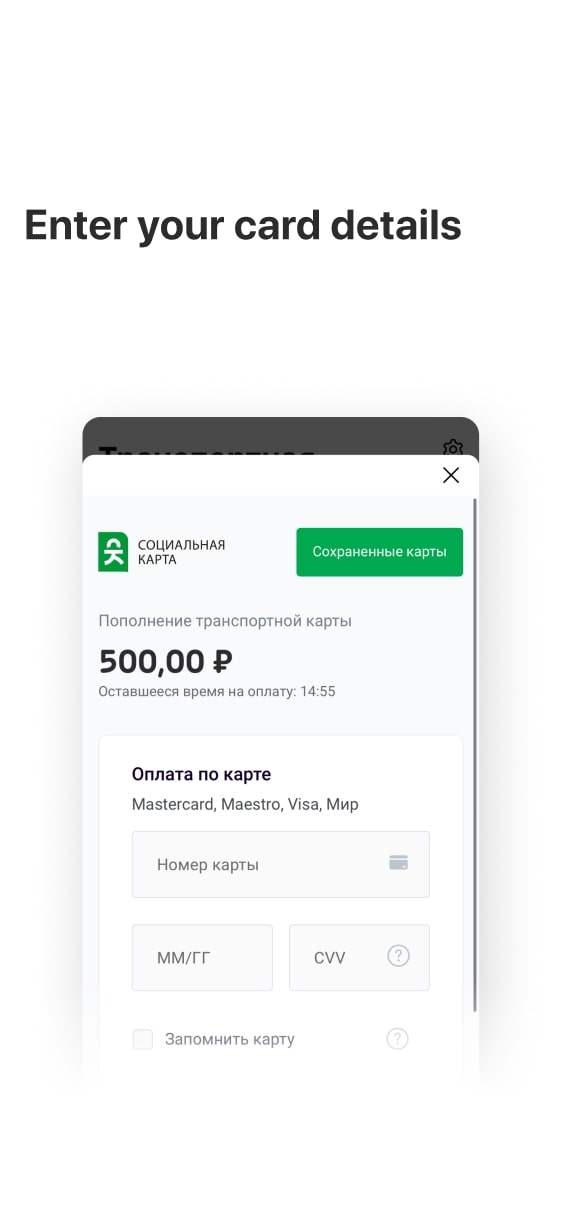 Enter your card details
Транспортная
СОЦИАЛЬНАЯ
КАРТА
Сохраненные карты
Пополнение транспортной карты
500,00 ₽
Оставшееся время на оплату: 14:55
Оплата по карте
Mastercard, Maestro, Visa, Мир
Номер карты
ММ/ГГ
CVV
Запомнить карту